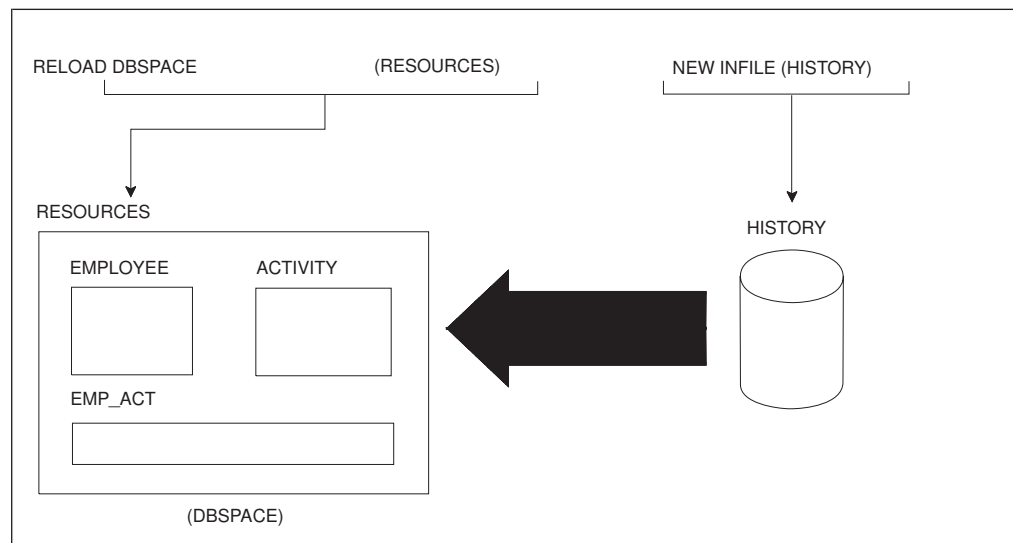 RELOAD DBSPACE (RESOURCES) NEW INFILE (HISTORY)
RESOURCES
HISTORY
EMPLOYEE ACTIVITY
EMP_ACT
(DBSPACE)